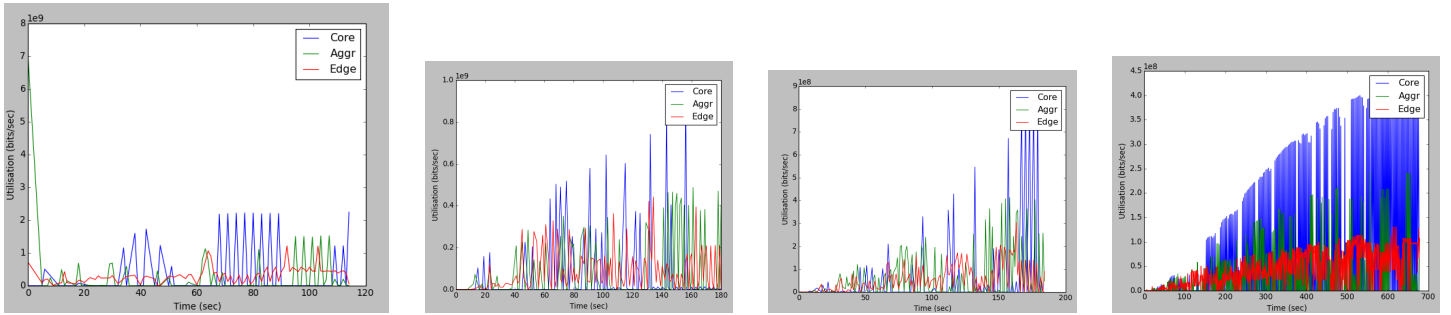 1e9
8
7
6
5
4
3
2
1
0
Utilisation (bits/sec)
0 20 40 60 80 100 120
Time (sec)
Core
Aggr
Edge
1e9
1.0
0.8
0.6
0.4
0.2
0.0
Utilisation (bits/sec)
0 20 40 60 80 100 120 140 160 180
Time (sec)
Core
Aggr
Edge
1e8
9
8
7
6
5
4
3
2
1
0
Utilisation (bits/sec)
0 50 100 150 200
Time (sec)
Core
Aggr
Edge
1e8
4.5
4.0
3.5
3.0
2.5
2.0
1.5
1.0
0.5
0.0
Utilisation (bits/sec)
0 100 200 300 400 500 600 700
Time (sec)
Core
Aggr
Edge